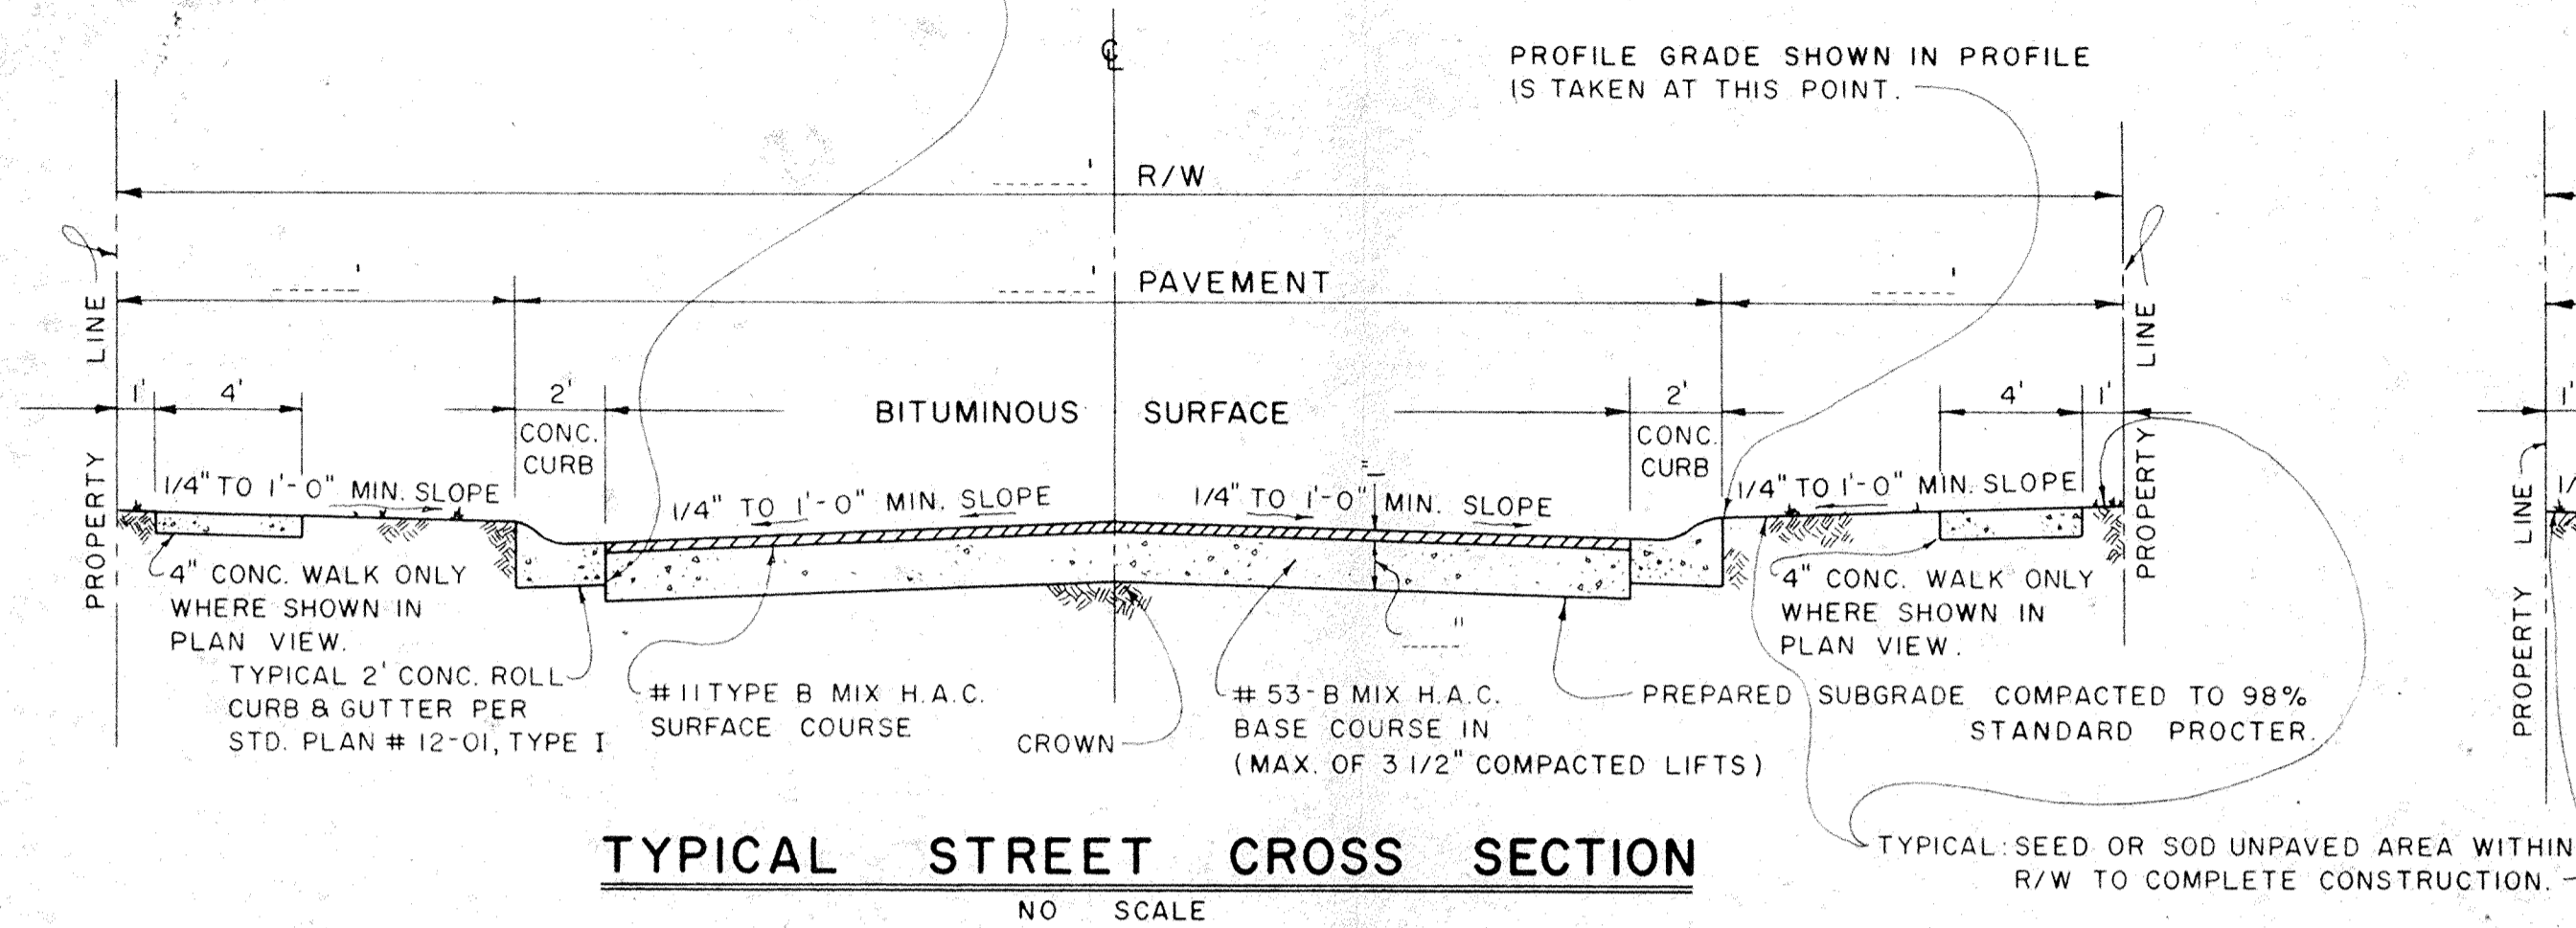 ℄
PROFILE GRADE SHOWN IN PROFILE
IS TAKEN AT THIS POINT.
' R/W
'
' PAVEMENT
'
PROPERTY LINE
1'
4'
2'
CONC.
CURB
BITUMINOUS SURFACE
2'
CONC.
CURB
4'
1'
PROPERTY LINE
1'
1/4" TO 1'-0" MIN. SLOPE
1/4" TO 1'-0" MIN. SLOPE
1/4" TO 1'-0" MIN. SLOPE
1/4" TO 1'-0" MIN. SLOPE
"
4" CONC. WALK ONLY
WHERE SHOWN IN
PLAN VIEW.
TYPICAL 2' CONC. ROLL
CURB & GUTTER PER
STD. PLAN # 12-01, TYPE I
# 11 TYPE B MIX H.A.C.
SURFACE COURSE
CROWN
# 53-B MIX H.A.C.
BASE COURSE IN
(MAX. OF 3 1/2" COMPACTED LIFTS)
"
4" CONC. WALK ONLY
WHERE SHOWN IN
PLAN VIEW.
PREPARED SUBGRADE COMPACTED TO 98%
STANDARD PROCTER.
PROPERTY LINE
TYPICAL STREET CROSS SECTION
NO SCALE
TYPICAL: SEED OR SOD UNPAVED AREA WITHIN
R/W TO COMPLETE CONSTRUCTION.